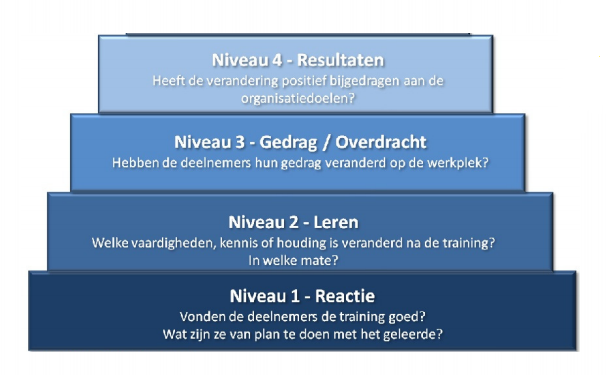 Niveau 4 - Resultaten
Heeft de verandering positief bijgedragen aan de
organisatiedoelen?
Niveau 3 - Gedrag / Overdracht
Hebben de deelnemers hun gedrag veranderd op de werkplek?
Niveau 2 - Leren
Welke vaardigheden, kennis of houding is veranderd na de training?
In welke mate?
Niveau 1 - Reactie
Vonden de deelnemers de training goed?
Wat zijn ze van plan te doen met het geleerde?